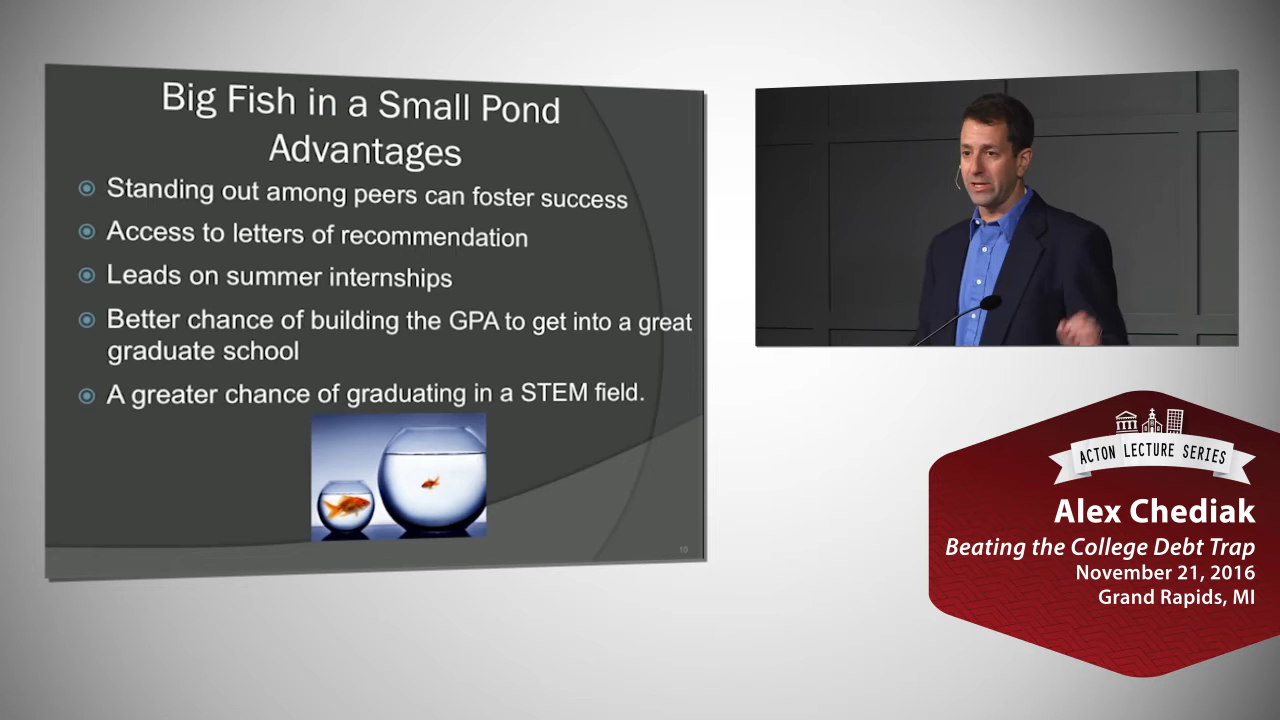 Big Fish in a Small Pond
Advantages
Standing out among peers can foster success
Access to letters of recommendation
Leads on summer internships
Better chance of building the GPA to get into a great
graduate school
A greater chance of graduating in a STEM field.
10
ACTON LECTURE SERIES
Alex Chediak
Beating the College Debt Trap
November 21, 2016
Grand Rapids, MI